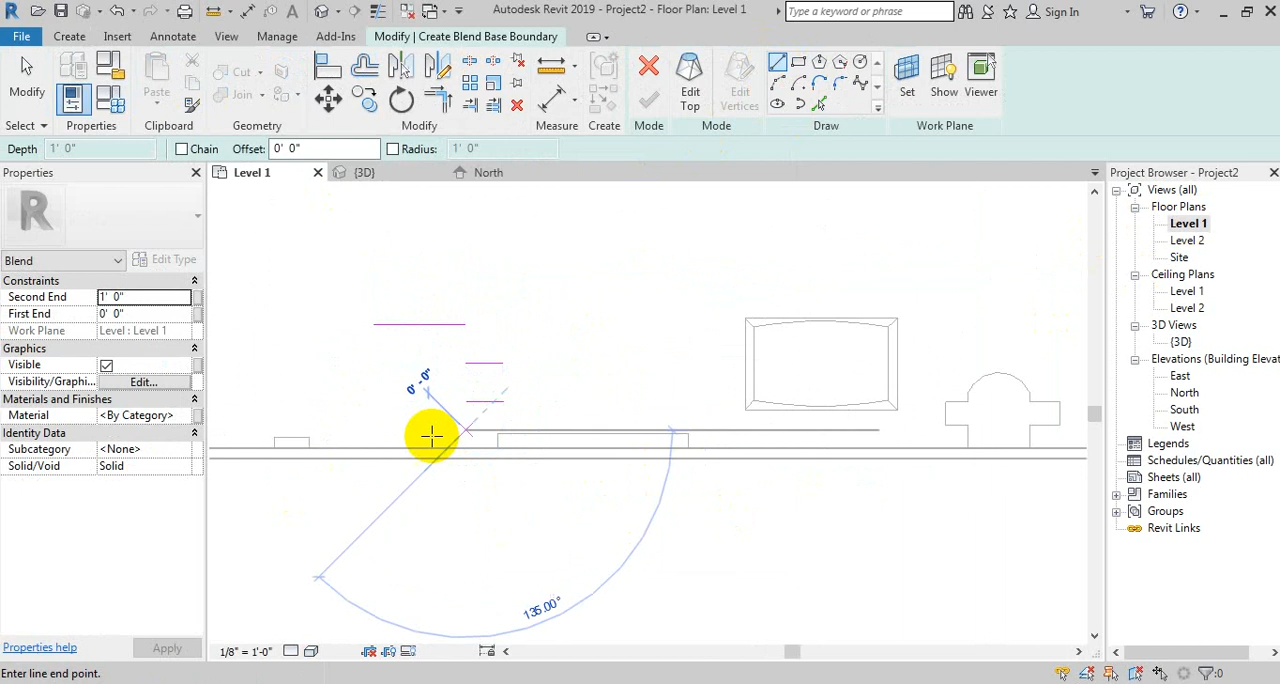 Autodesk Revit 2019 - Project2 - Floor Plan: Level 1
Type a keyword or phrase
Sign In
File Create Insert Annotate View Manage Add-Ins Modify | Create Blend Base Boundary
Modify
Paste
Cut
Join
Edit Top
Edit Vertices
Set Show Viewer
Select Properties Clipboard Geometry Modify Measure Create Mode Mode Draw Work Plane
Depth 1' 0" Chain Offset: 0' 0" Radius: 1' 0"
Properties
Level 1
{3D}
North
Project Browser - Project2
Blend
Edit Type
Constraints
Second End 1' 0"
First End 0' 0"
Work Plane Level : Level 1
Graphics
Visible
Visibility/Graphi... Edit...
Materials and Finishes
Material <By Category>
Identity Data
Subcategory <None>
Solid/Void Solid
Properties help
Apply
0' - 0"
135.00°
1/8" = 1'-0"
Views (all)
Floor Plans
Level 1
Level 2
Site
Ceiling Plans
Level 1
Level 2
3D Views
{3D}
Elevations (Building Elevat
East
North
South
West
Legends
Schedules/Quantities (all)
Sheets (all)
Families
Groups
Revit Links
Enter line end point.
:0